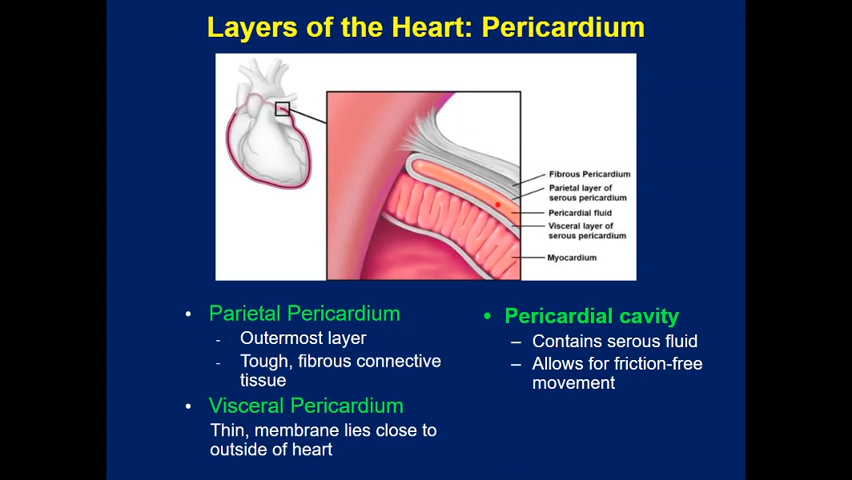 Layers of the Heart: Pericardium
Fibrous Pericardium
Parietal layer of
serous pericardium
Pericardial fluid
Visceral layer of
serous pericardium
Myocardium
• Parietal Pericardium
- Outermost layer
- Tough, fibrous connective
tissue
• Visceral Pericardium
Thin, membrane lies close to
outside of heart
• Pericardial cavity
– Contains serous fluid
– Allows for friction-free
movement